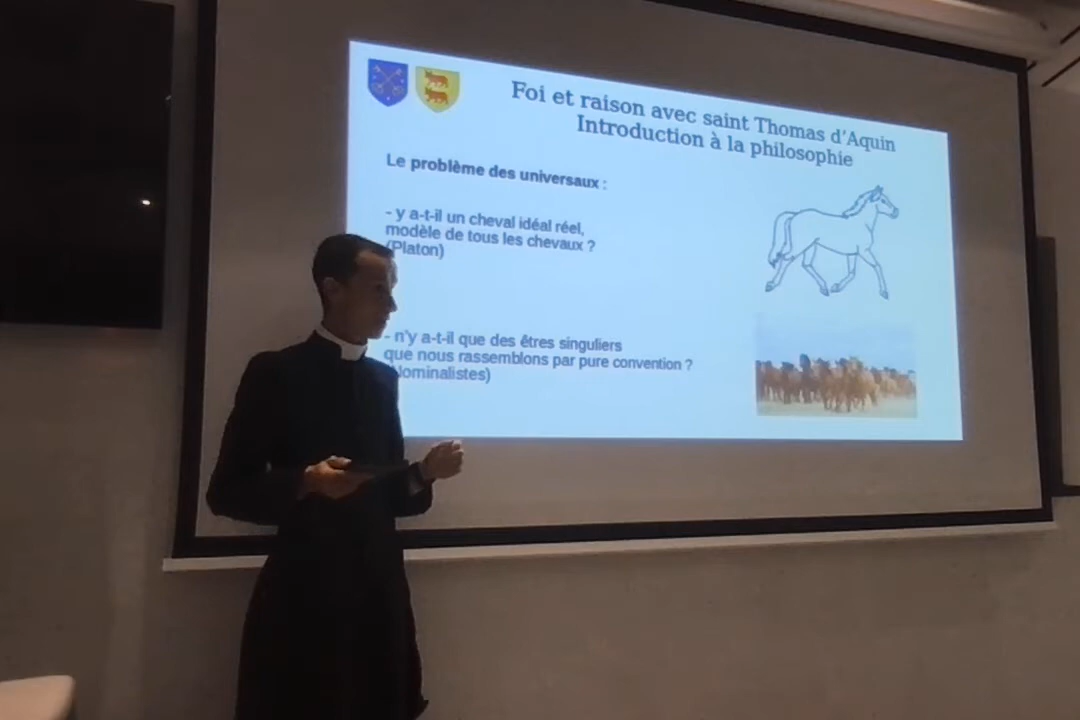 Foi et raison avec saint Thomas d'Aquin
Introduction à la philosophie
Le problème des universaux :
- y a-t-il un cheval idéal réel,
modèle de tous les chevaux ?
(Platon)
- n'y a-t-il que des êtres singuliers
que nous rassemblons par pure convention ?
(Nominalistes)